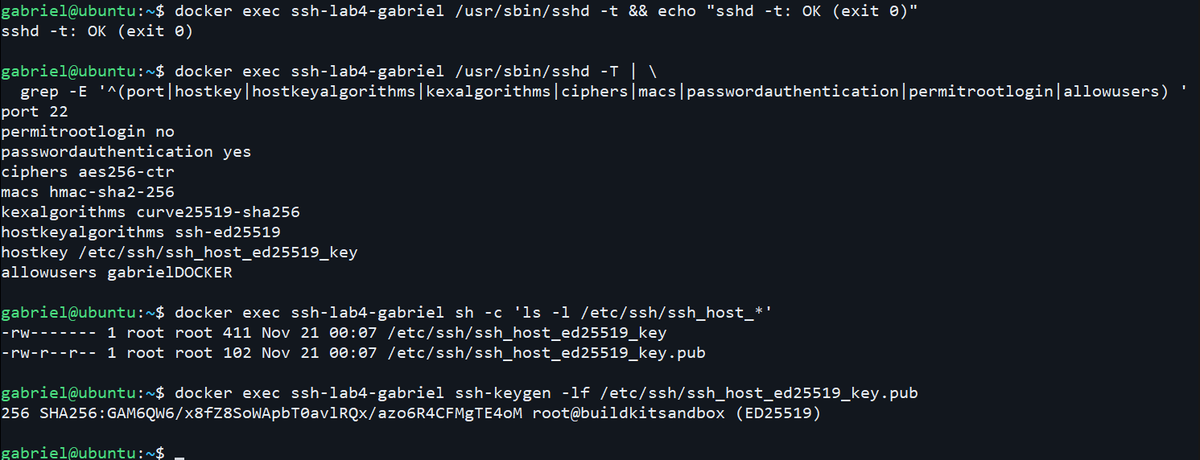 gabriel@ubuntu:~$ docker exec ssh-lab4-gabriel /usr/sbin/sshd -t && echo "sshd -t: OK (exit 0)"
sshd -t: OK (exit 0)
gabriel@ubuntu:~$ docker exec ssh-lab4-gabriel /usr/sbin/sshd -T | \
  grep -E '^(port|hostkey|hostkeyalgorithms|kexalgorithms|ciphers|macs|passwordauthentication|permitrootlogin|allowusers) '
port 22
permitrootlogin no
passwordauthentication yes
ciphers aes256-ctr
macs hmac-sha2-256
kexalgorithms curve25519-sha256
hostkeyalgorithms ssh-ed25519
hostkey /etc/ssh/ssh_host_ed25519_key
allowusers gabrielDOCKER
gabriel@ubuntu:~$ docker exec ssh-lab4-gabriel sh -c 'ls -l /etc/ssh/ssh_host_*'
-rw------- 1 root root 411 Nov 21 00:07 /etc/ssh/ssh_host_ed25519_key
-rw-r--r-- 1 root root 102 Nov 21 00:07 /etc/ssh/ssh_host_ed25519_key.pub
gabriel@ubuntu:~$ docker exec ssh-lab4-gabriel ssh-keygen -lf /etc/ssh/ssh_host_ed25519_key.pub
256 SHA256:GAM6QW6/x8fZ8SoWApbT0avlRQx/azo6R4CFMgTE4oM root@buildkitsandbox (ED25519)
gabriel@ubuntu:~$ _